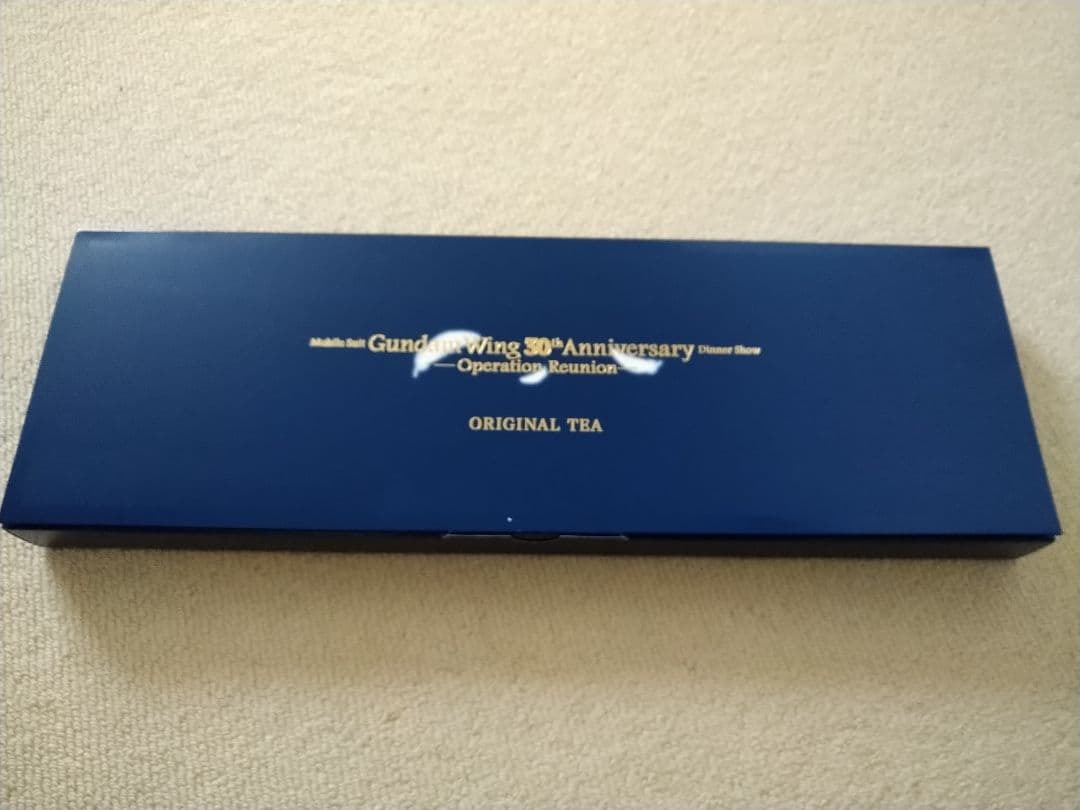 Mobile Suit Gundam Wing 30th Anniversary Dinner Show
—Operation Reunion—
ORIGINAL TEA